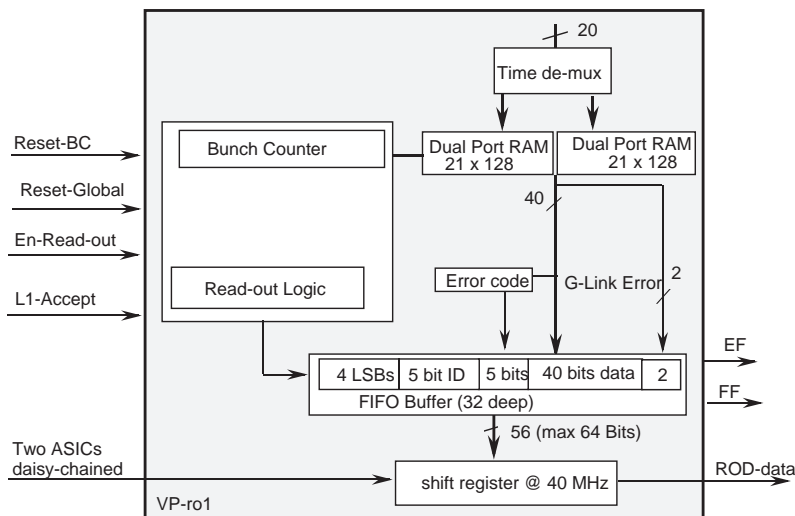 20
Time de-mux
Reset-BC
Bunch Counter
Dual Port RAM
21 x 128
Dual Port RAM
21 x 128
Reset-Global
40
En-Read-out
Error code
G-Link Error
2
Read-out Logic
L1-Accept
EF
4 LSBs
5 bit ID
5 bits
40 bits data
2
FIFO Buffer (32 deep)
FF
56 (max 64 Bits)
Two ASICs
daisy-chained
shift register @ 40 MHz
ROD-data
VP-ro1